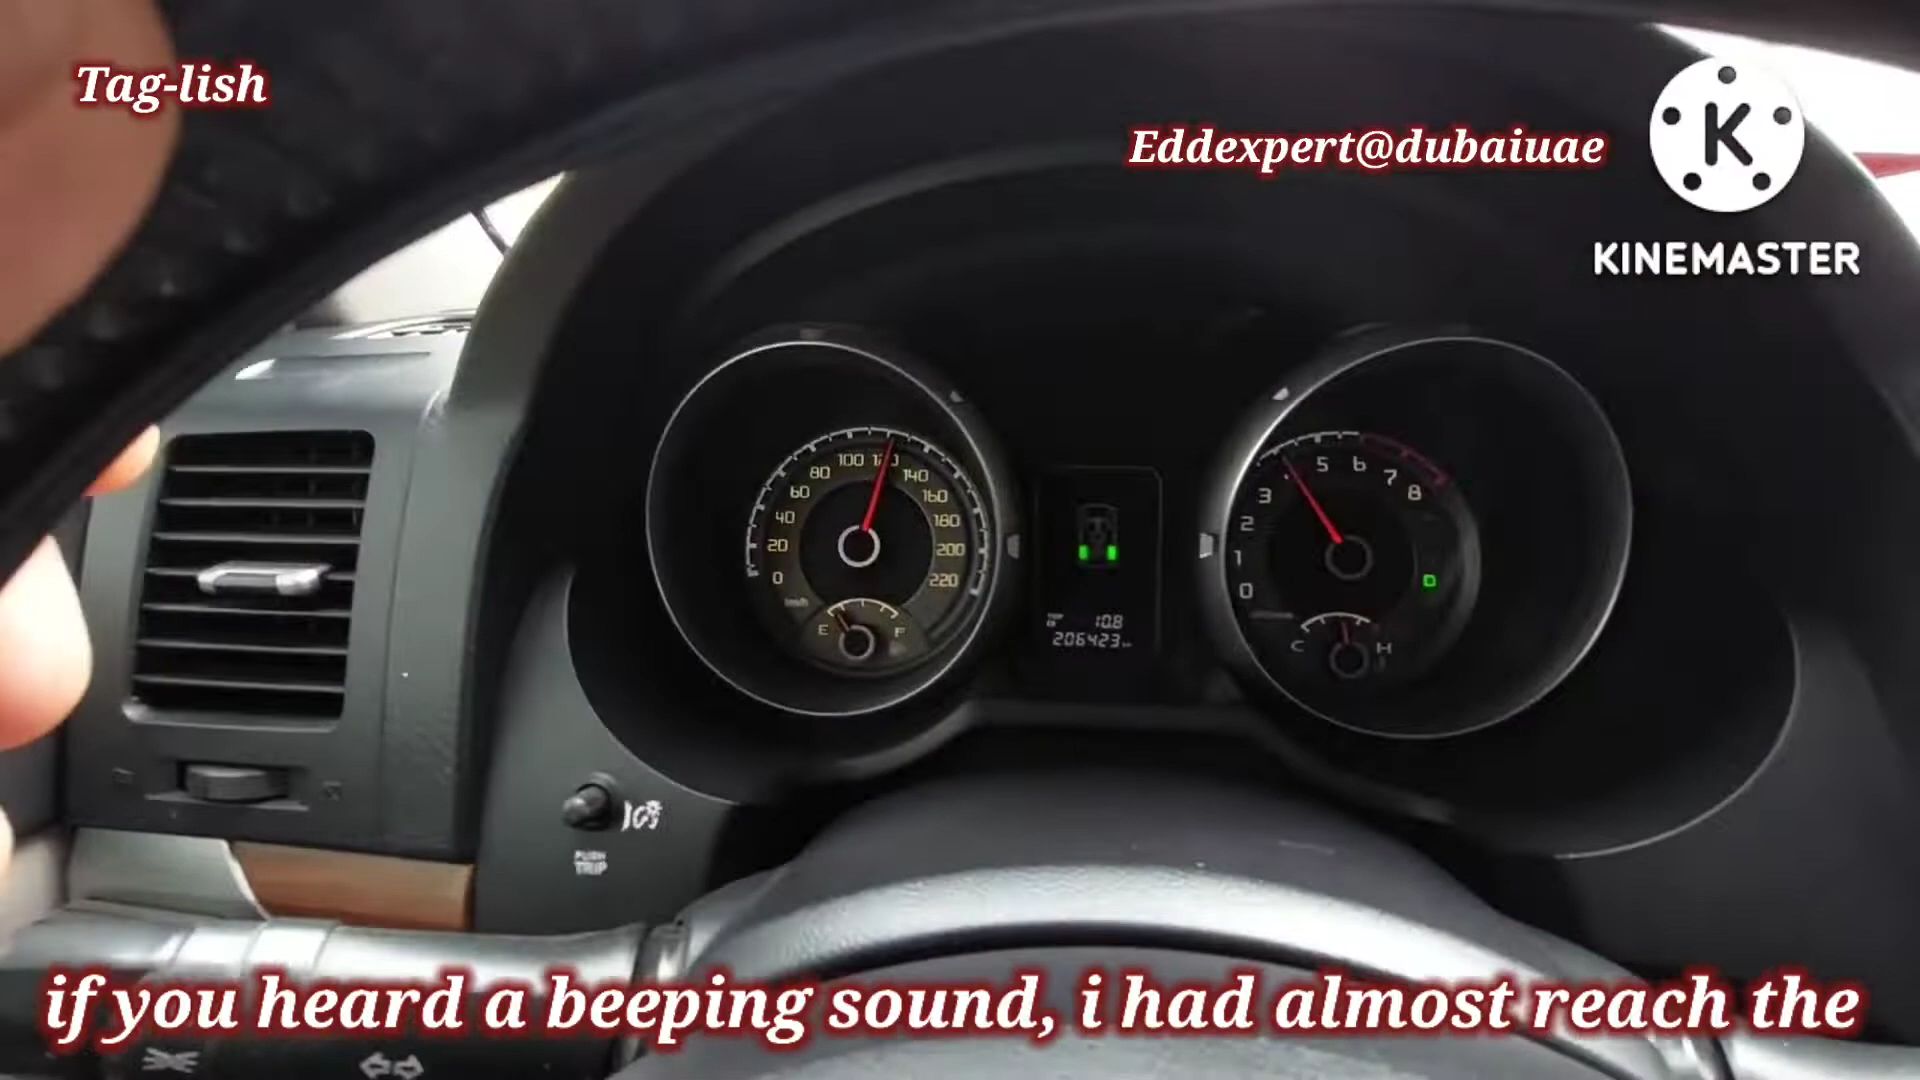 Tag-lish
Eddexpert@dubaiuae
K
KINEMASTER
0 20 40 60 80 100 120 140 160 180 200 220
km/h
E F
10.8
206423
0 1 2 3 5 6 7 8
D
C H
PUSH
TRIP
if you heard a beeping sound, i had almost reach the